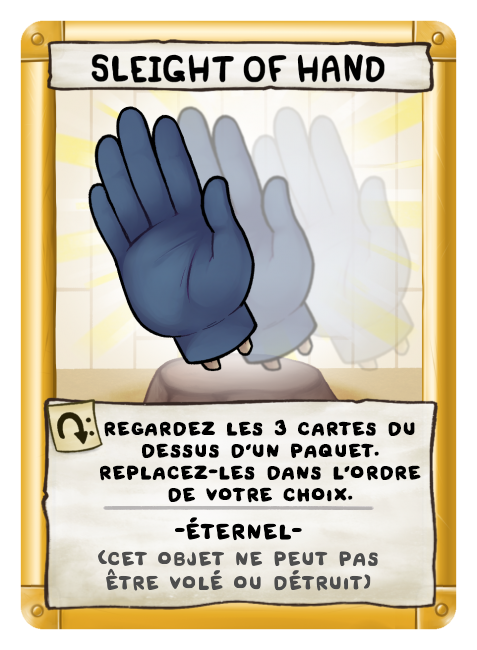 SLEIGHT OF HAND
REGARDEZ LES 3 CARTES DU
DESSUS D'UN PAQUET.
REPLACEZ-LES DANS L'ORDRE
DE VOTRE CHOIX.
-ÉTERNEL-
(CET OBJET NE PEUT PAS
ÊTRE VOLÉ OU DÉTRUIT)